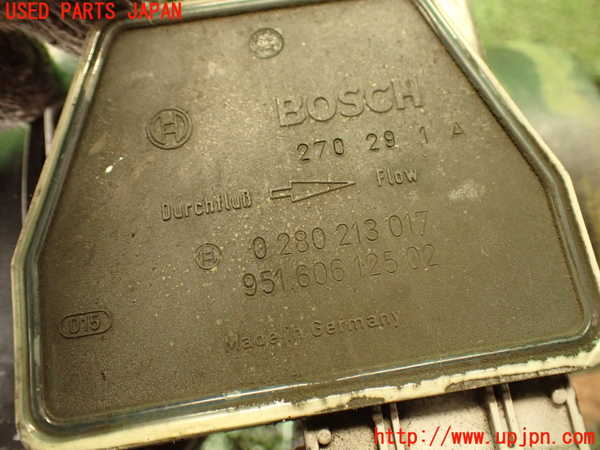 USED PARTS JAPAN
BOSCH
270 29 1
Durchfluß Flow
0 280 213 017
951.606.125.02
015
Made in Germany
http://www.upjpn.com/